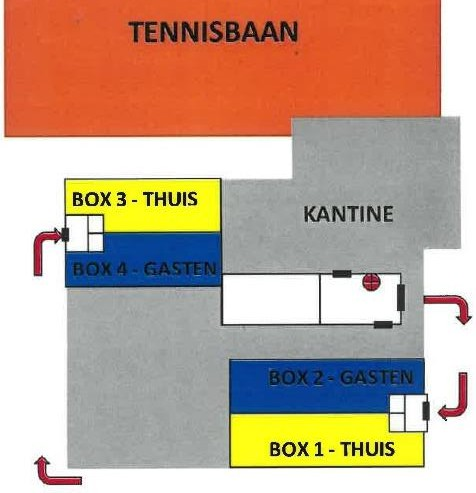 TENNISBAAN
BOX 3 - THUIS
KANTINE
BOX 4 - GASTEN
BOX 2 - GASTEN
BOX 1 - THUIS